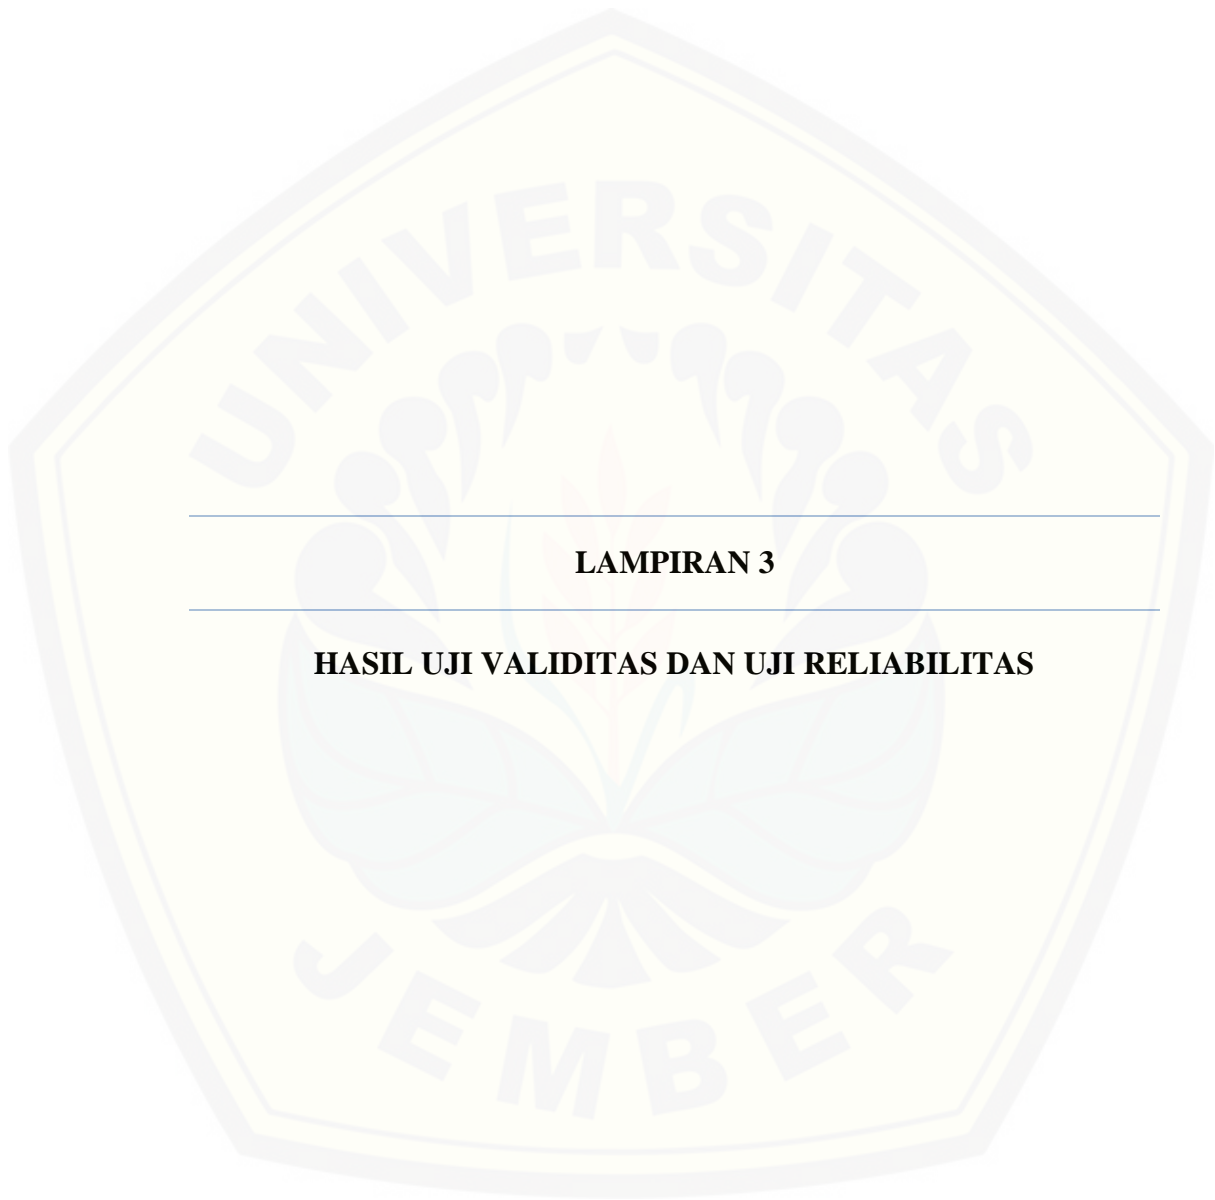 UNIVERSITAS
LAMPIRAN 3
HASIL UJI VALIDITAS DAN UJI RELIABILITAS
JEMBER